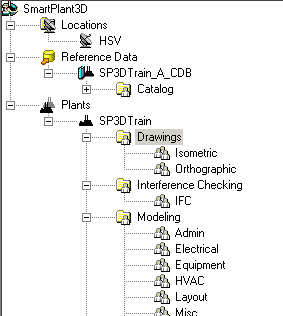 SmartPlant3D
Locations
HSV
Reference Data
SP3DTrain_A_CDB
Catalog
Plants
SP3DTrain
Drawings
Isometric
Orthographic
Interference Checking
IFC
Modeling
Admin
Electrical
Equipment
HVAC
Layout
Misc